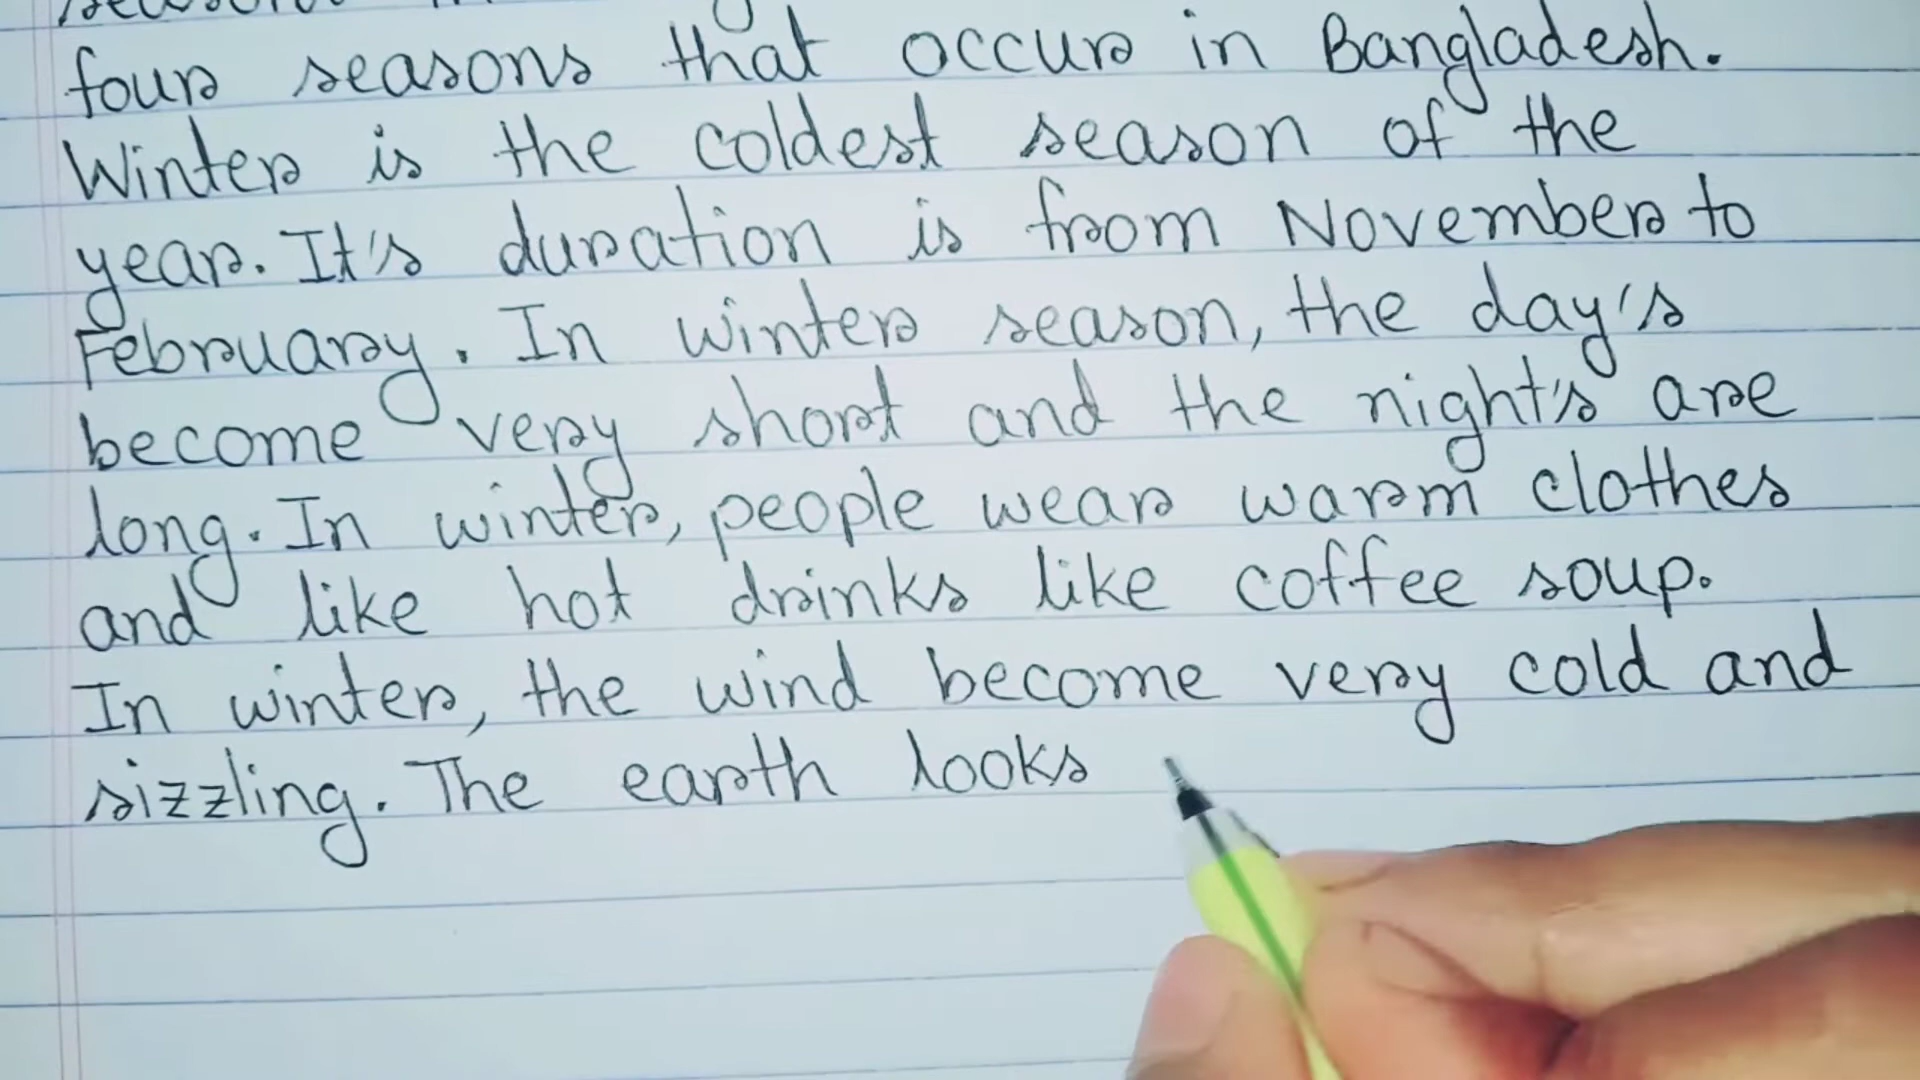 four seasons that occur in Bangladesh.
Winter is the coldest season of the
year. It's duration is from November to
February. In winter season, the day's
become very short and the night's are
long. In winter, people wear warm clothes
and like hot drinks like coffee soup.
In winter, the wind become very cold and
sizzling. The earth looks